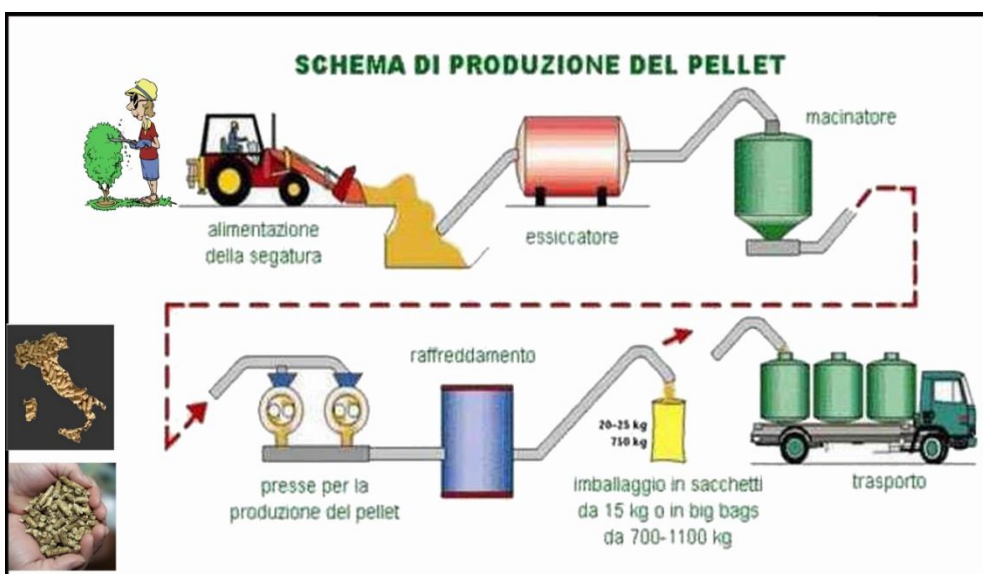 SCHEMA DI PRODUZIONE DEL PELLET
macinatore
alimentazione
della segatura
essiccatore
raffreddamento
20-25 kg
750 kg
presse per la
produzione del pellet
imballaggio in sacchetti
da 15 kg o in big bags
da 700-1100 kg
trasporto